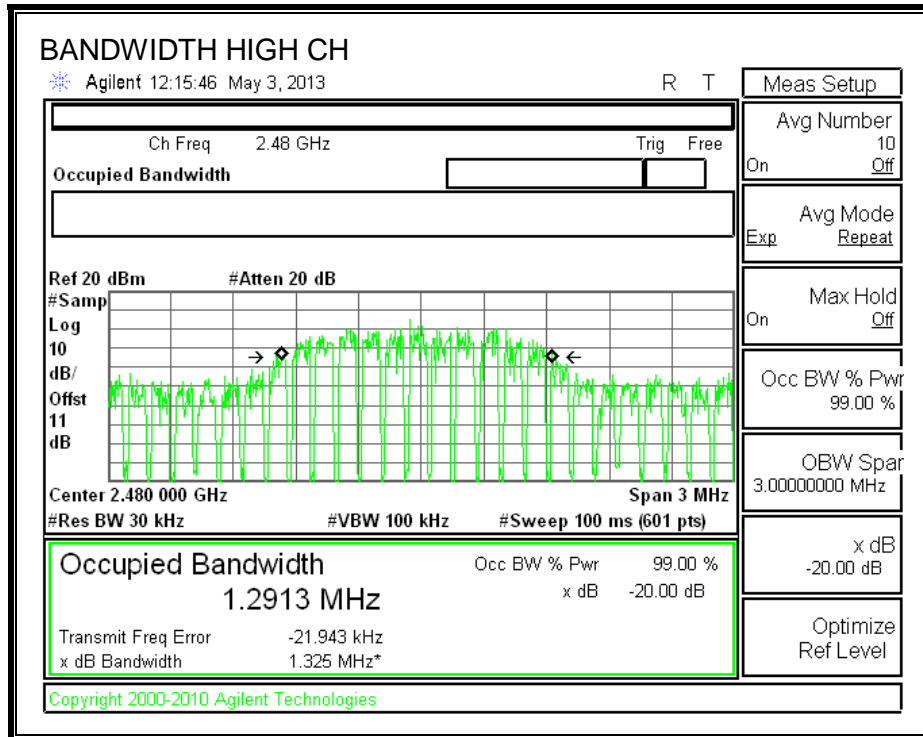 BANDWIDTH HIGH CH
Agilent 12:15:46 May 3, 2013 R T
Meas Setup
Ch Freq 2.48 GHz Trig Free
Occupied Bandwidth
Avg Number
10
On Off
Avg Mode
Exp Repeat
Max Hold
On Off
Occ BW % Pwr
99.00 %
OBW Span
3.00000000 MHz
x dB
-20.00 dB
Optimize
Ref Level
Ref 20 dBm #Atten 20 dB
#Samp
Log
10
dB/
Offst
11
dB
Center 2.480 000 GHz Span 3 MHz
#Res BW 30 kHz #VBW 100 kHz #Sweep 100 ms (601 pts)
Occupied Bandwidth
1.2913 MHz
Occ BW % Pwr 99.00 %
x dB -20.00 dB
Transmit Freq Error -21.943 kHz
x dB Bandwidth 1.325 MHz*
Copyright 2000-2010 Agilent Technologies